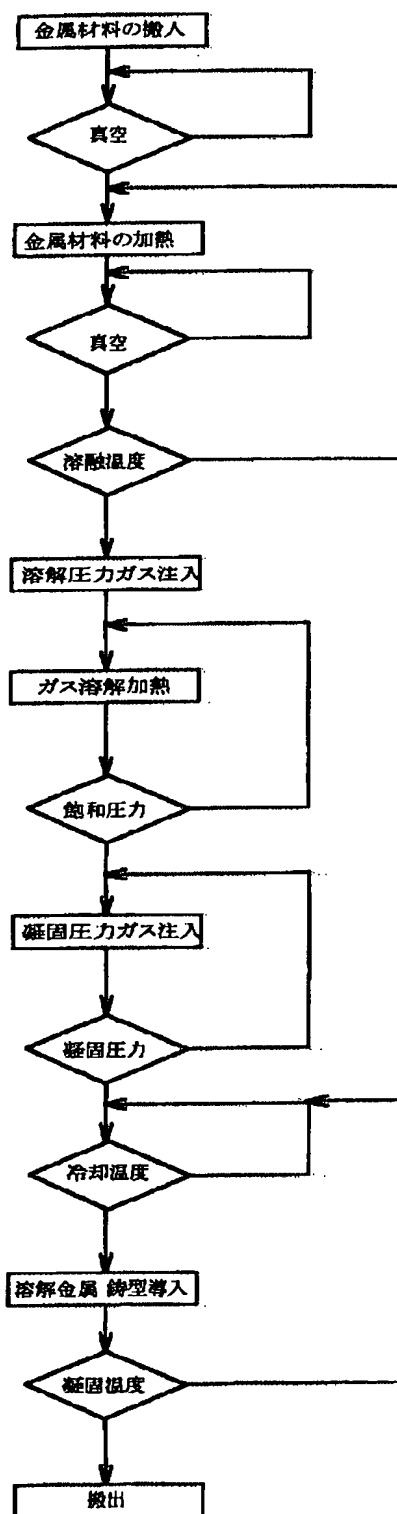 金属材料の搬入
真空
金属材料の加熱
真空
溶融温度
溶解圧力ガス注入
ガス溶解加熱
飽和圧力
凝固圧力ガス注入
凝固圧力
冷却温度
溶解金属 鋳型導入
凝固温度
搬出